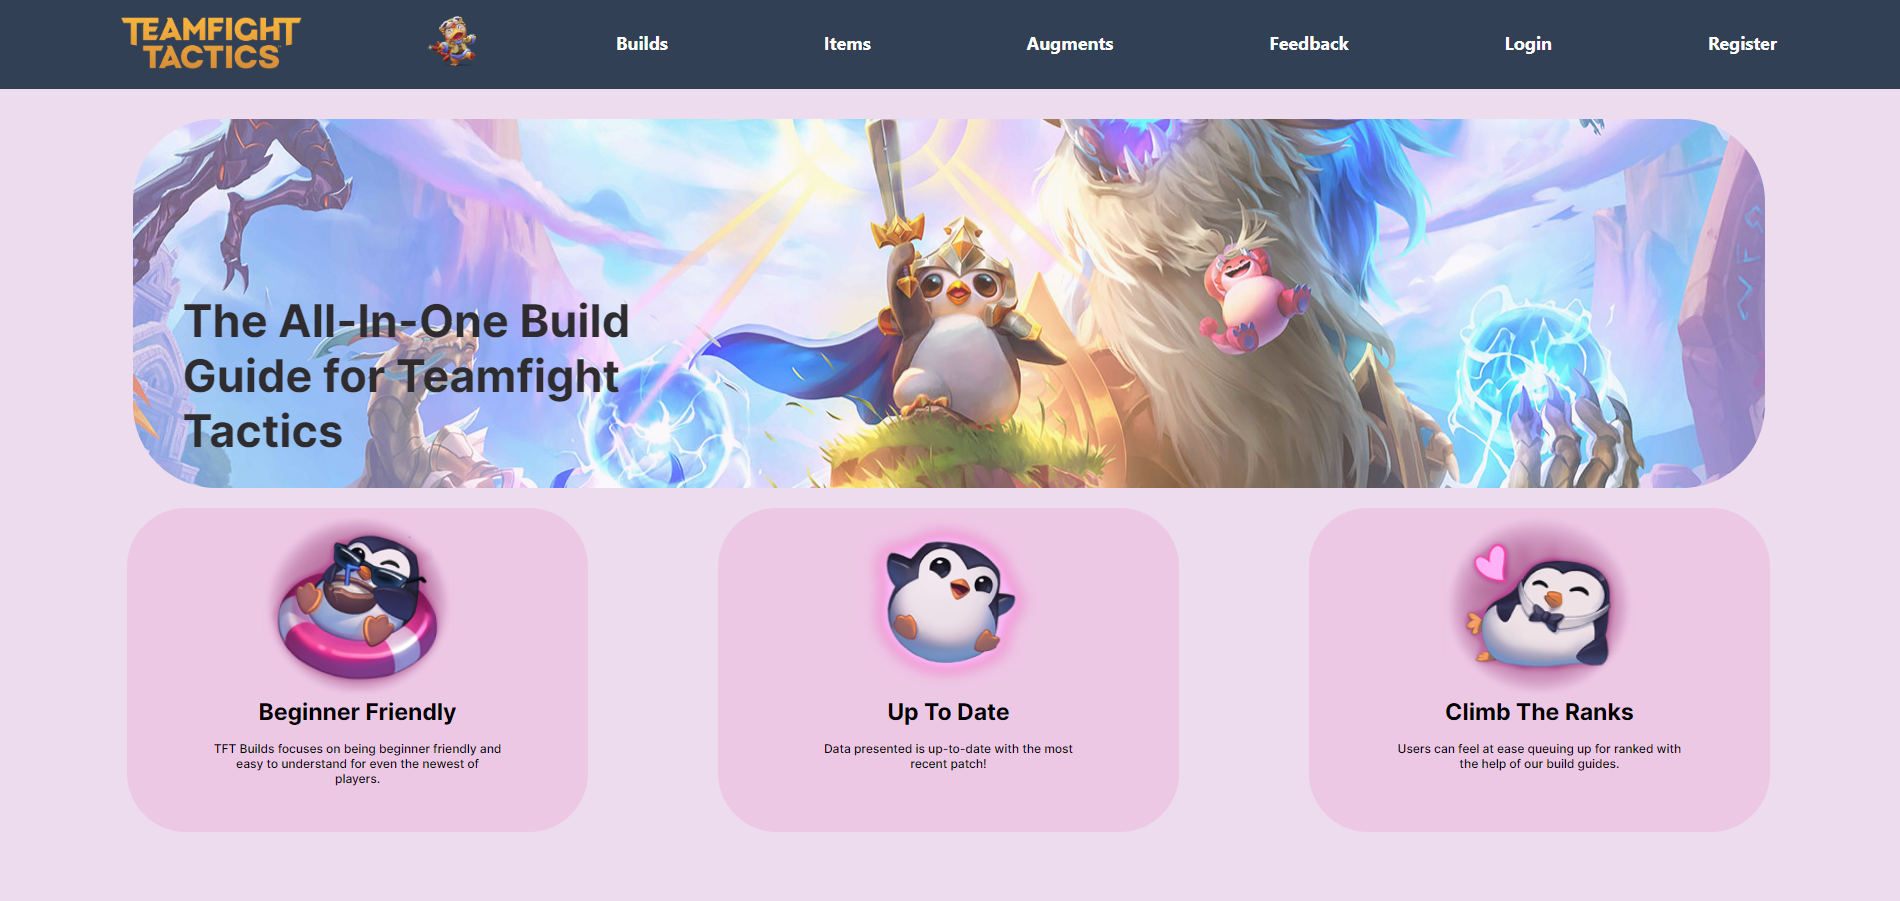 TEAMFIGHT
TACTICS
Builds
Items
Augments
Feedback
Login
Register
The All-In-One Build
Guide for Teamfight
Tactics
Beginner Friendly
TFT Builds focuses on being beginner friendly and
easy to understand for even the newest of
players.
Up To Date
Data presented is up-to-date with the most
recent patch!
Climb The Ranks
Users can feel at ease queuing up for ranked with
the help of our build guides.